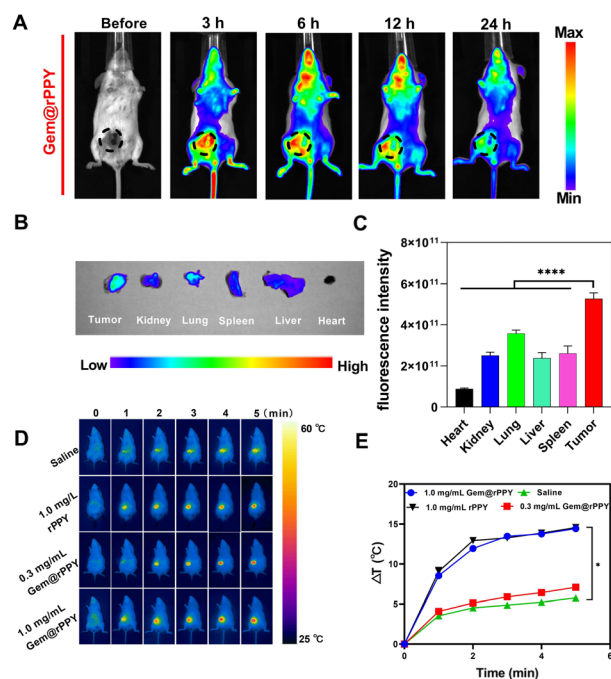 A
Before 3 h 6 h 12 h 24 h
Gem@rPPY
Max
Min
B
Tumor Kidney Lung Spleen Liver Heart
Low High
C
fluorescence intensity
8×10¹¹
6×10¹¹
4×10¹¹
2×10¹¹
0
****
Heart Kidney Lung Liver Spleen Tumor
D
0 1 2 3 4 5 (min)
Saline
1.0 mg/L
rPPY
0.3 mg/mL
Gem@rPPY
1.0 mg/mL
Gem@rPPY
60 ℃
25 ℃
E
1.0 mg/mL Gem@rPPY Saline
1.0 mg/mL rPPY 0.3 mg/mL Gem@rPPY
ΔT (℃)
20
15
10
5
0
*
0 2 4 6
Time (min)